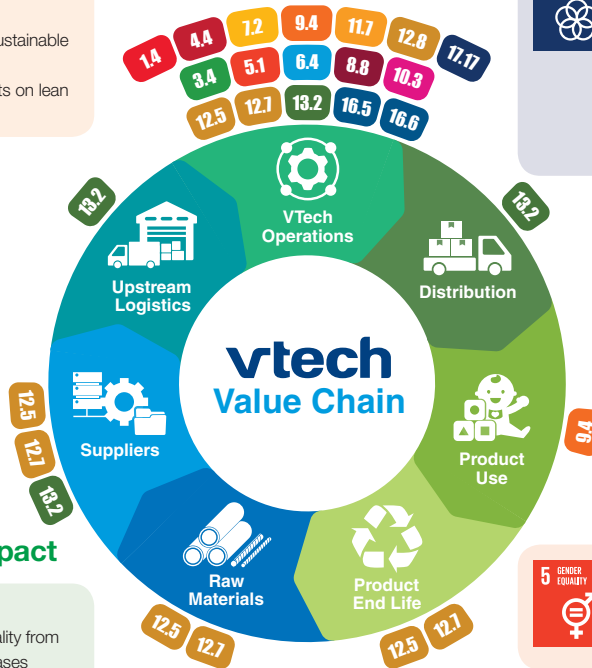 ustainable
ts on lean
1.4
4.4
7.2
9.4
11.7
12.8
17.17
3.4
5.1
6.4
8.8
10.3
12.5
12.7
13.2
16.5
16.6
VTech
Operations
13.2
Upstream
Logistics
13.2
Distribution
vtech
Value Chain
12.5
12.7
13.2
Suppliers
9.4
Product
Use
Raw
Materials
12.5
12.7
Product
End Life
12.5
12.7
pact
ality from
ases
5 GENDER
EQUALITY